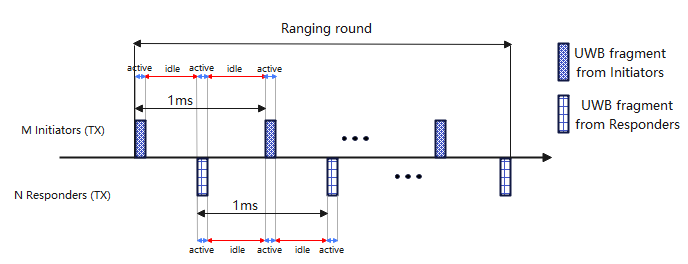 Ranging round
UWB fragment
from Initiators
active idle active idle active
1ms
UWB fragment
from Responders
M Initiators (TX)
•••
N Responders (TX)
•••
1ms
active idle active idle active